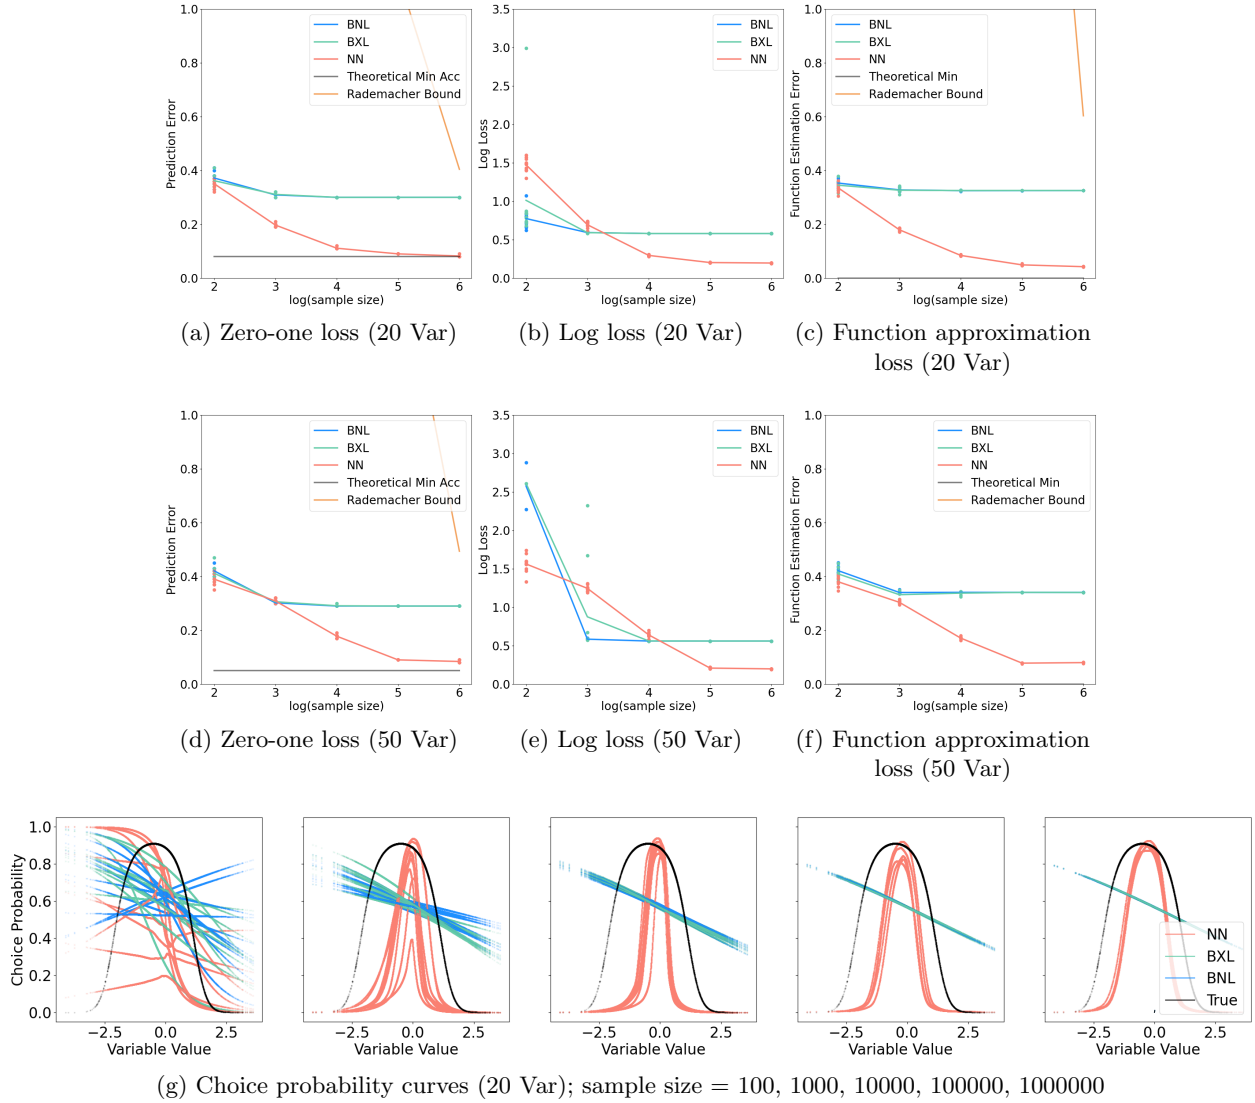 1.0
0.8
0.6
0.4
0.2
0.0
Prediction Error
2 3 4 5 6
log(sample size)
BNL
BXL
NN
Theoretical Min Acc
Rademacher Bound
(a) Zero-one loss (20 Var)
3.5
3.0
2.5
2.0
1.5
1.0
0.5
0.0
Log Loss
2 3 4 5 6
log(sample size)
BNL
BXL
NN
(b) Log loss (20 Var)
1.0
0.8
0.6
0.4
0.2
0.0
Function Estimation Error
2 3 4 5 6
log(sample size)
BNL
BXL
NN
Theoretical Min
Rademacher Bound
(c) Function approximation
loss (20 Var)
1.0
0.8
0.6
0.4
0.2
0.0
Prediction Error
2 3 4 5 6
log(sample size)
BNL
BXL
NN
Theoretical Min Acc
Rademacher Bound
(d) Zero-one loss (50 Var)
3.5
3.0
2.5
2.0
1.5
1.0
0.5
0.0
Log Loss
2 3 4 5 6
log(sample size)
BNL
BXL
NN
(e) Log loss (50 Var)
1.0
0.8
0.6
0.4
0.2
0.0
Function Estimation Error
2 3 4 5 6
log(sample size)
BNL
BXL
NN
Theoretical Min
Rademacher Bound
(f) Function approximation
loss (50 Var)
1.0
0.8
0.6
0.4
0.2
0.0
Choice Probability
−2.5 0.0 2.5
Variable Value
−2.5 0.0 2.5
Variable Value
−2.5 0.0 2.5
Variable Value
−2.5 0.0 2.5
Variable Value
NN
BXL
BNL
True
−2.5 0.0 2.5
Variable Value
(g) Choice probability curves (20 Var); sample size = 100, 1000, 10000, 100000, 1000000